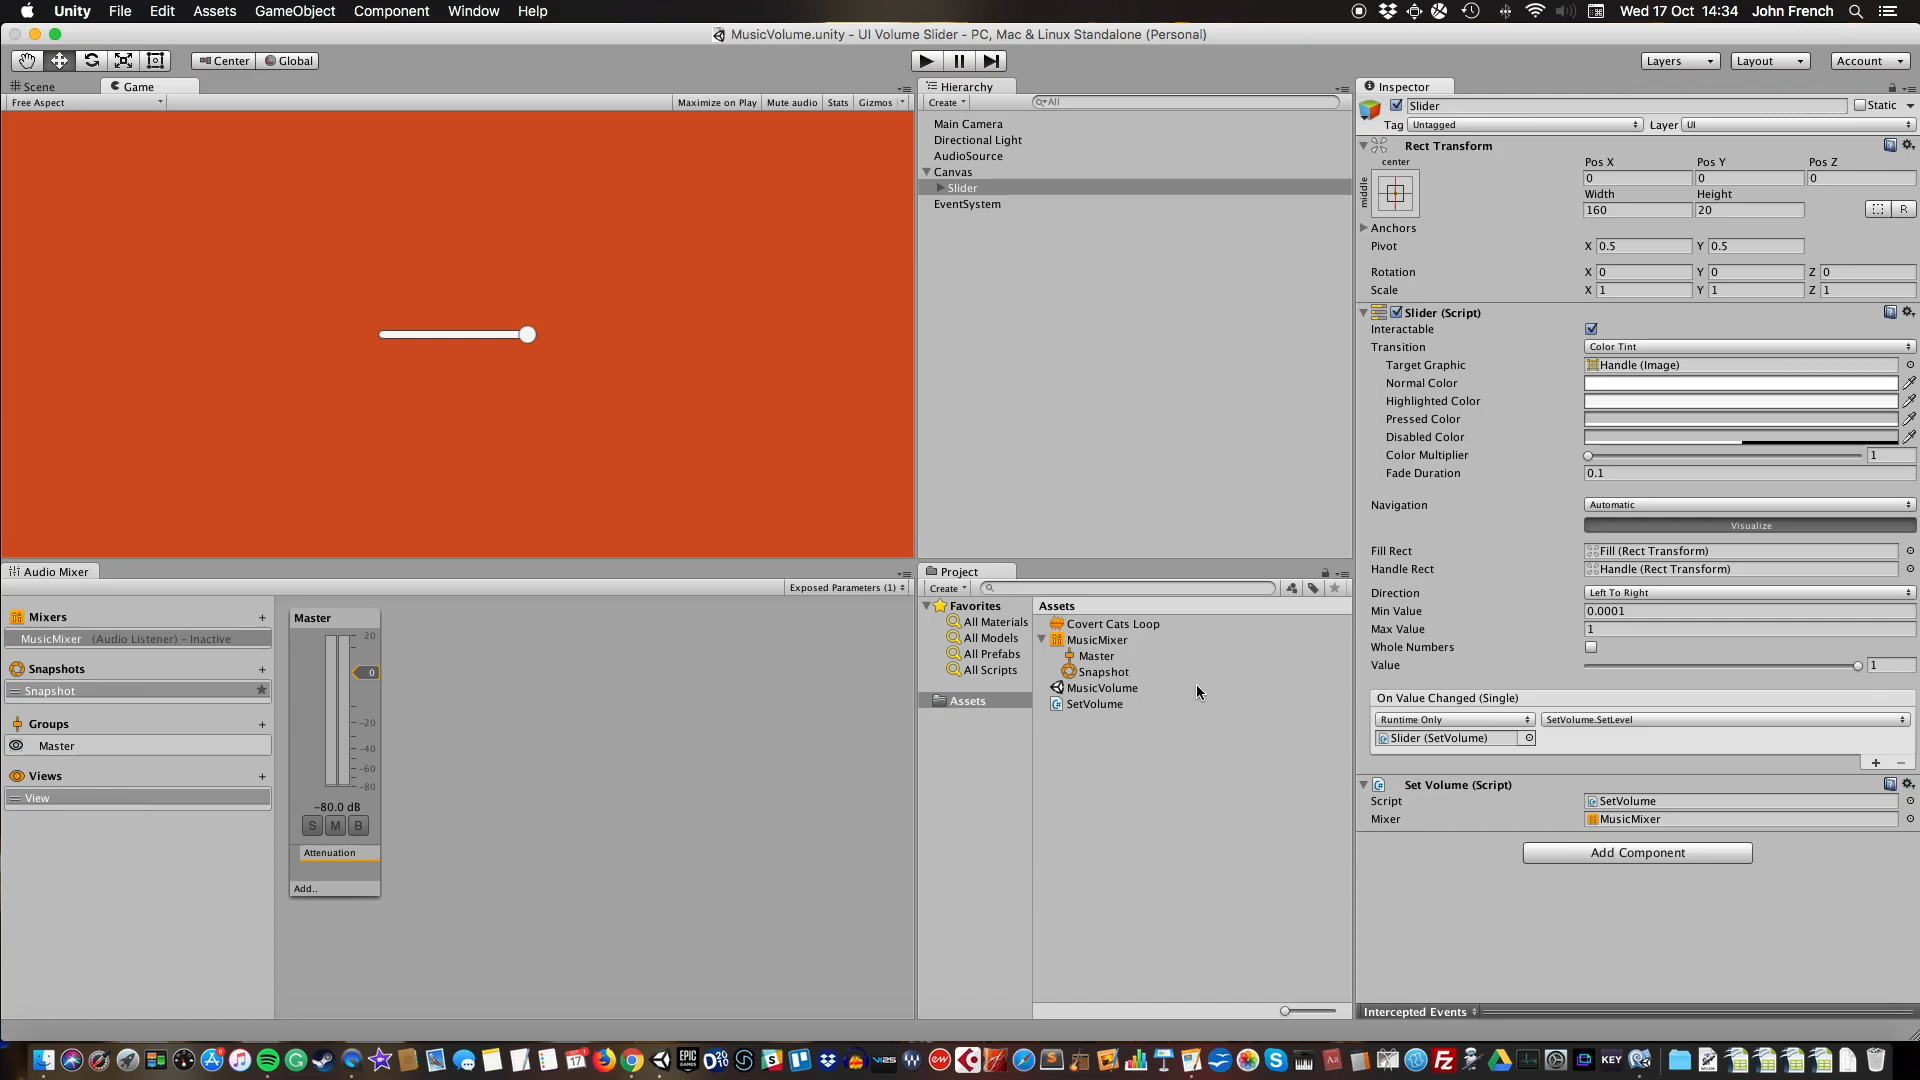 Unity File Edit Assets GameObject Component Window Help
Wed 17 Oct 14:34 John French
MusicVolume.unity - UI Volume Slider - PC, Mac & Linux Standalone (Personal)
Center Global
Layers Layout Account
Scene Game
Free Aspect
Maximize on Play Mute audio Stats Gizmos
Hierarchy
Create All
Main Camera
Directional Light
AudioSource
Canvas
Slider
EventSystem
Inspector
Slider Static
Tag Untagged Layer UI
Rect Transform
center
middle
Pos X Pos Y Pos Z
0 0 0
Width Height
160 20
R
Anchors
Pivot X 0.5 Y 0.5
Rotation X 0 Y 0 Z 0
Scale X 1 Y 1 Z 1
Slider (Script)
Interactable
Transition Color Tint
Target Graphic Handle (Image)
Normal Color
Highlighted Color
Pressed Color
Disabled Color
Color Multiplier 1
Fade Duration 0.1
Navigation Automatic
Visualize
Fill Rect Fill (Rect Transform)
Handle Rect Handle (Rect Transform)
Direction Left To Right
Min Value 0.0001
Max Value 1
Whole Numbers
Value 1
On Value Changed (Single)
Runtime Only SetVolume.SetLevel
Slider (SetVolume)
+ -
Set Volume (Script)
Script SetVolume
Mixer MusicMixer
Add Component
Intercepted Events
Audio Mixer
Exposed Parameters (1)
Mixers +
MusicMixer (Audio Listener) - Inactive
Snapshots +
Snapshot
Groups +
Master
Views +
View
Master
20
0
-20
-40
-60
-80
-80.0 dB
S M B
Attenuation
Add..
Project
Create
Favorites
All Materials
All Models
All Prefabs
All Scripts
Assets
Assets
Covert Cats Loop
MusicMixer
Master
Snapshot
MusicVolume
SetVolume
17
EPIC GAMES
KEY